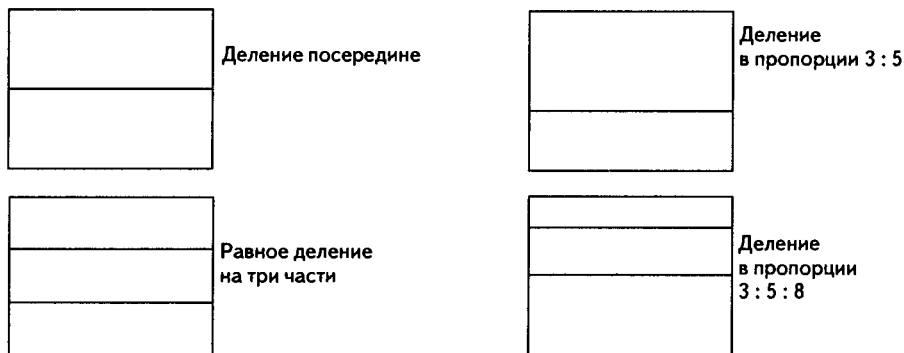 Деление посередине
Деление
в пропорции 3 : 5
Равное деление
на три части
Деление
в пропорции
3 : 5 : 8